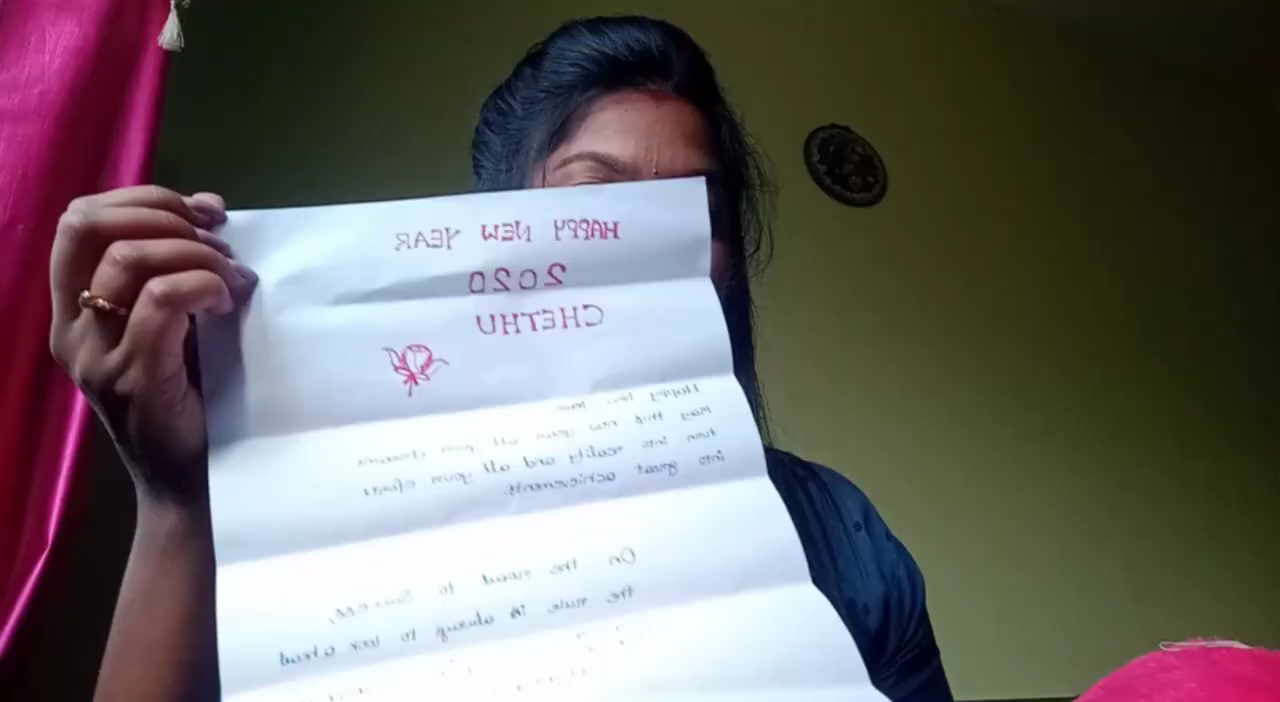 HAPPY NEW YEAR
2020
CHETHU
Happy New Year
may this new year all your dreams
turn into reality and all your efforts
into great achievement.
On the road to Success,
the rule is always to look ahead